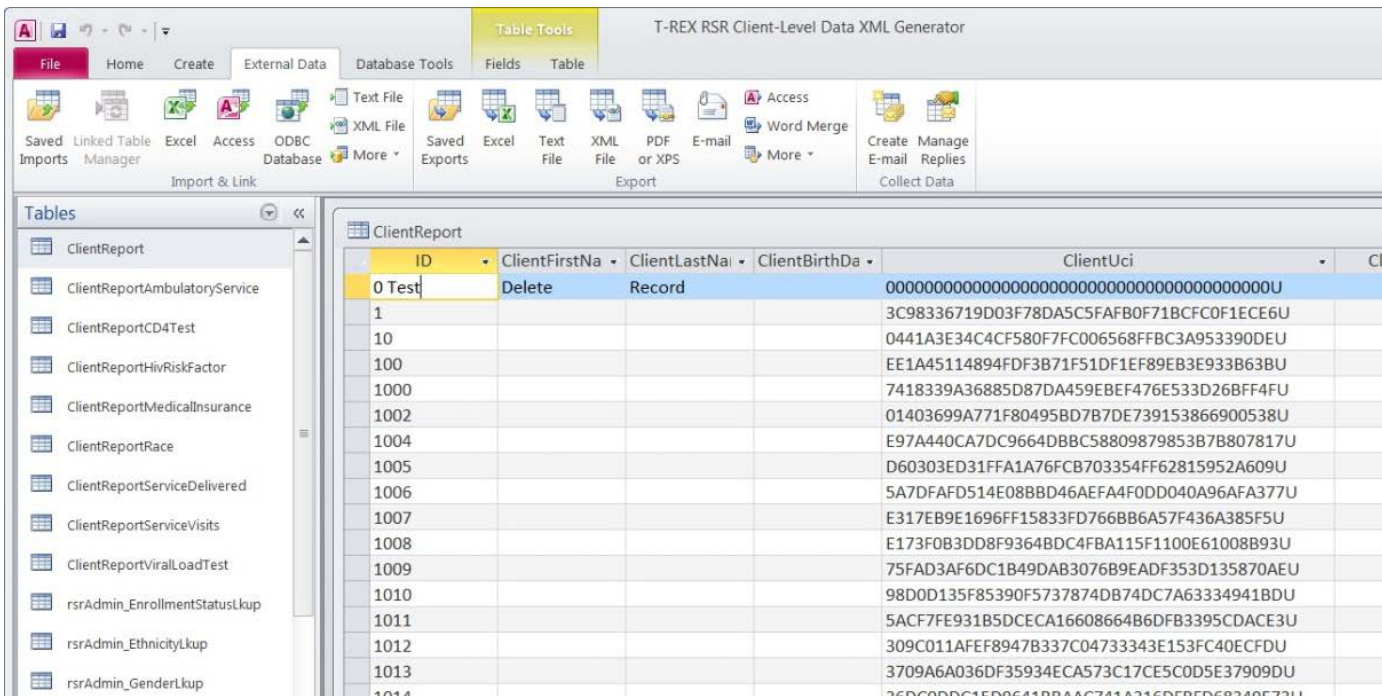 A
Table Tools
T-REX RSR Client-Level Data XML Generator
File Home Create External Data Database Tools Fields Table
Saved Imports
Linked Table Manager
Excel
Access
ODBC Database
Text File
XML File
More
Import & Link
Saved Exports
Excel
Text File
XML File
PDF or XPS
E-mail
Access
Word Merge
More
Export
Create E-mail
Manage Replies
Collect Data
Tables
ClientReport
ClientReportAmbulatoryService
ClientReportCD4Test
ClientReportHivRiskFactor
ClientReportMedicalInsurance
ClientReportRace
ClientReportServiceDelivered
ClientReportServiceVisits
ClientReportViralLoadTest
rsrAdmin_EnrollmentStatusLkup
rsrAdmin_EthnicityLkup
rsrAdmin_GenderLkup
ClientReport
ID ClientFirstNa ClientLastNa ClientBirthDa ClientUci Cl
0 Test Delete Record 0000000000000000000000000000000000000000U
1 3C98336719D03F78DA5C5FAFB0F71BCFC0F1ECE6U
10 0441A3E34C4CF580F7FC006568FFBC3A953390DEU
100 EE1A45114894FDF3B71F51DF1EF89EB3E933B63BU
1000 7418339A36885D87DA459EBEF476E533D26BFF4FU
1002 01403699A771F80495BD7B7DE739153866900538U
1004 E97A440CA7DC9664DBBC58809879853B7B807817U
1005 D60303ED31FFA1A76FCB703354FF62815952A609U
1006 5A7DFAFD514E08BBD46AEFA4F0DD040A96AFA377U
1007 E317EB9E1696FF15833FD766BB6A57F436A385F5U
1008 E173F0B3DD8F9364BDC4FBA115F1100E61008B93U
1009 75FAD3AF6DC1B49DAB3076B9EADF353D135870AEU
1010 98D0D135F85390F5737874DB74DC7A63334941BDU
1011 5ACF7FE931B5DCECA16608664B6DFB3395CDACE3U
1012 309C011AFEF8947B337C04733343E153FC40ECFDU
1013 3709A6A036DF35934ECA573C17CE5C0D5E37909DU
1014